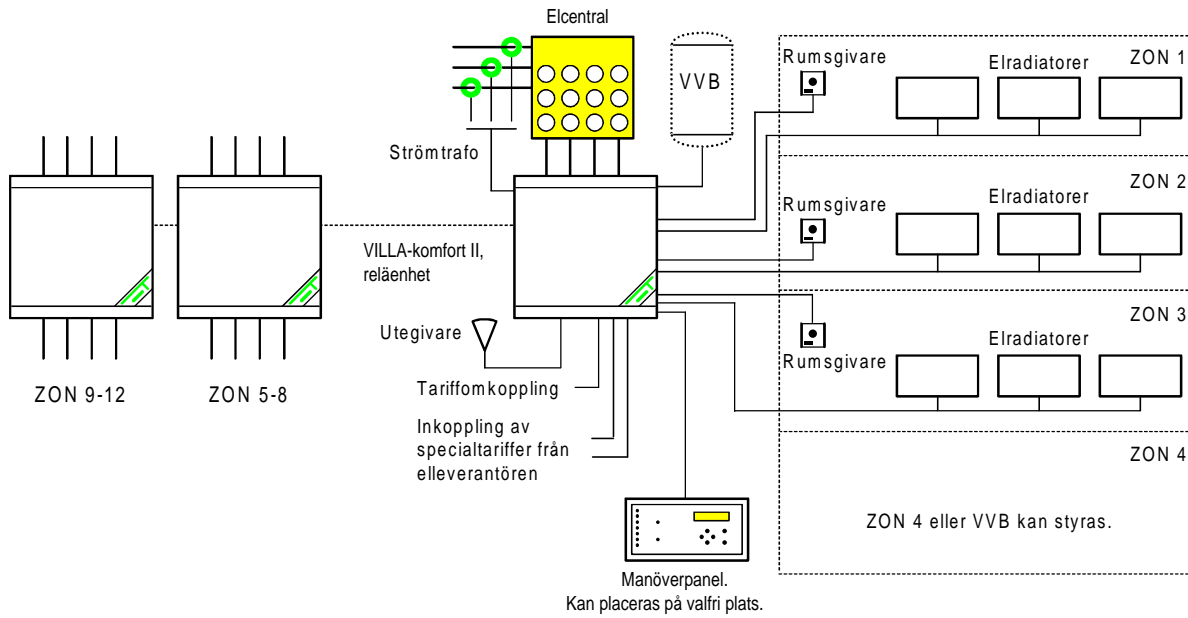 Elcentral
VVB
Strömtrafo
Rumsgivare
Elradiatorer
ZON 1
Rumsgivare
Elradiatorer
ZON 2
VILLA-komfort II,
reläenhet
Utegivare
Tariffomkoppling
Inkoppling av
specialtariffer från
elleverantören
Rumsgivare
Elradiatorer
ZON 3
ZON 9-12
ZON 5-8
ZON 4
ZON 4 eller VVB kan styras.
Manöverpanel.
Kan placeras på valfri plats.